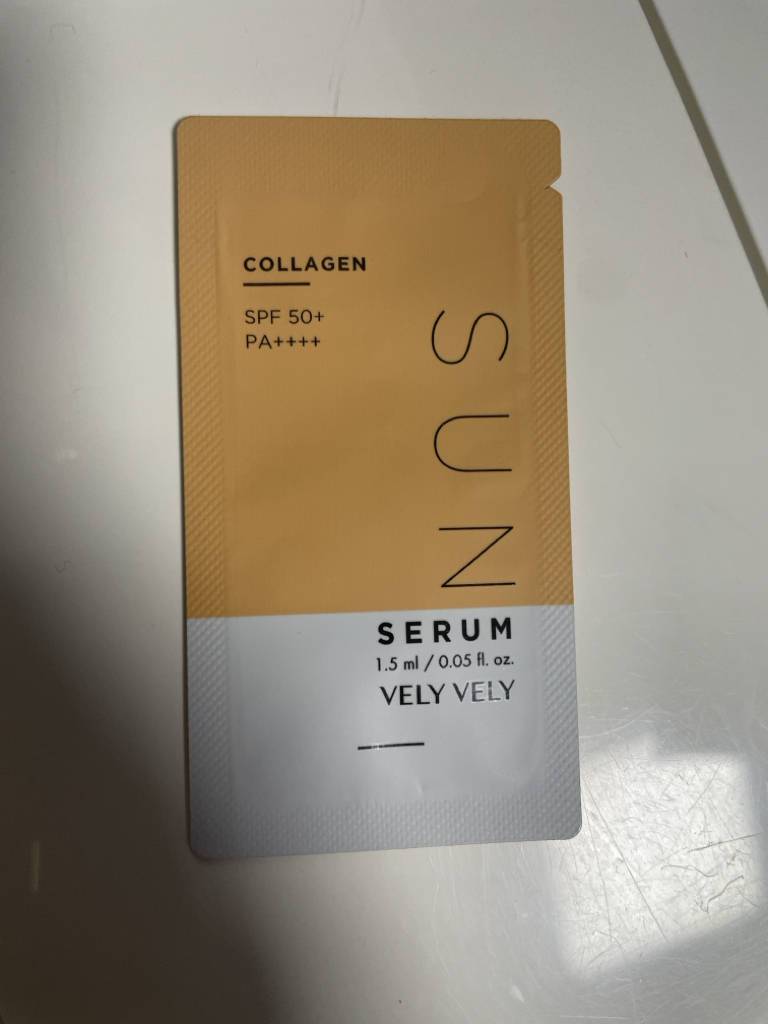 COLLAGEN
SPF 50+
PA++++
SUN
SERUM
1.5 ml / 0.05 fl. oz.
VELY VELY